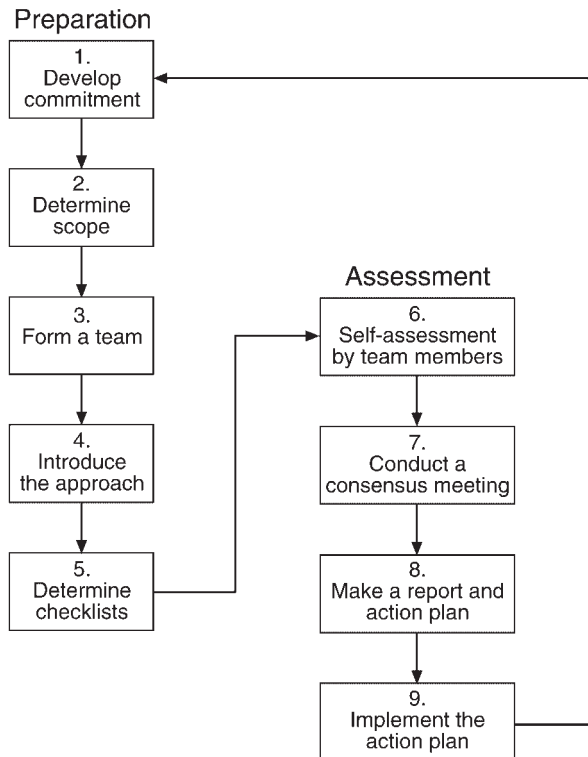 Preparation
1.
Develop
commitment
2.
Determine
scope
3.
Form a team
4.
Introduce
the approach
5.
Determine
checklists
Assessment
6.
Self-assessment
by team members
7.
Conduct a
consensus meeting
8.
Make a report and
action plan
9.
Implement the
action plan